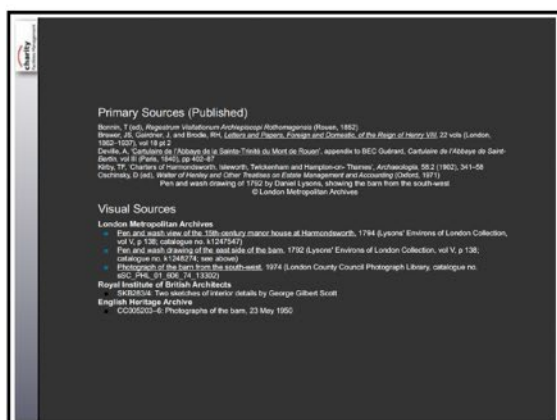 charity
Primary Sources (Published)
Bonnin, T (ed), Regestrum Visitationum Archiepiscopi Rothomagensis (Rouen, 1852)
Brewer, JS, Gairdner, J, and Brodie, RH, Letters and Papers, Foreign and Domestic, of the Reign of Henry VIII, 22 vols (London,
1862–1937), vol 18 pt 2
Deville, A, 'Cartulaire de l'Abbaye de la Sainte-Trinité du Mont de Rouen', appendix to BEC Guérard, Cartulaire de l'Abbaye de Saint-
Bertin, vol III (Paris, 1840), pp 402–87
Kirby, TF, 'Charters of Harmondsworth, Isleworth, Twickenham and Hampton-on- Thames', Archaeologia, 58:2 (1902), 341–58
Oschinsky, D (ed), Walter of Henley and Other Treatises on Estate Management and Accounting (Oxford, 1971)
Pen and wash drawing of 1792 by Daniel Lysons, showing the barn from the south-west
© London Metropolitan Archives
Visual Sources
London Metropolitan Archives
Pen and wash view of the 15th-century manor house at Harmondsworth, 1794 (Lysons' Environs of London Collection,
vol V, p 138; catalogue no. k1247547)
Pen and wash drawing of the east side of the barn, 1792 (Lysons' Environs of London Collection, vol V, p 138;
catalogue no. k1248274; see above)
Photograph of the barn from the south-west, 1974 (London County Council Photograph Library, catalogue no.
sSC_PHL_01_606_74_13302)
Royal Institute of British Architects
SKB283/4: Two sketches of interior details by George Gilbert Scott
English Heritage Archive
CC005203–6: Photographs of the barn, 23 May 1950